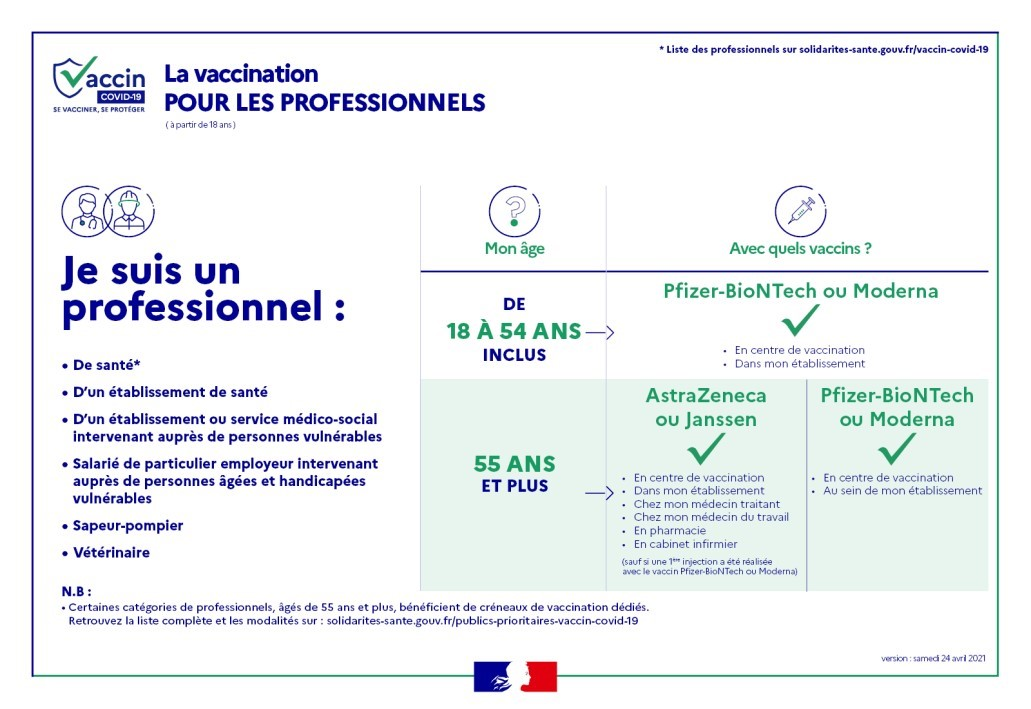 * Liste des professionnels sur solidarites-sante.gouv.fr/vaccin-covid-19
Vaccin
COVID-19
SE VACCINER, SE PROTÉGER
La vaccination
POUR LES PROFESSIONNELS
( à partir de 18 ans )
Je suis un
professionnel :
• De santé*
• D'un établissement de santé
• D'un établissement ou service médico-social
intervenant auprès de personnes vulnérables
• Salarié de particulier employeur intervenant
auprès de personnes âgées et handicapées
vulnérables
• Sapeur-pompier
• Vétérinaire
Mon âge
Avec quels vaccins ?
DE
18 À 54 ANS
INCLUS
Pfizer-BioNTech ou Moderna
• En centre de vaccination
• Dans mon établissement
55 ANS
ET PLUS
AstraZeneca
ou Janssen
• En centre de vaccination
• Dans mon établissement
• Chez mon médecin traitant
• Chez mon médecin du travail
• En pharmacie
• En cabinet infirmier
(sauf si une 1ère injection a été réalisée
avec le vaccin Pfizer-BioNTech ou Moderna)
Pfizer-BioNTech
ou Moderna
• En centre de vaccination
• Au sein de mon établissement
N.B :
• Certaines catégories de professionnels, âgés de 55 ans et plus, bénéficient de créneaux de vaccination dédiés.
Retrouvez la liste complète et les modalités sur : solidarites-sante.gouv.fr/publics-prioritaires-vaccin-covid-19
version : samedi 24 avril 2021